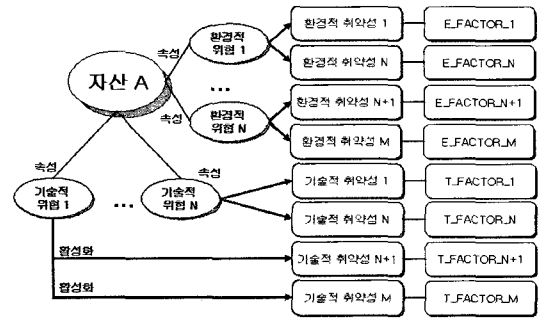 환경적 취약성 1
E_FACTOR_1
속성
환경적
위협 1
환경적 취약성 N
E_FACTOR_N
자산 A
...
환경적 취약성 N+1
E_FACTOR_N+1
속성
환경적
위협 N
환경적 취약성 M
E_FACTOR_M
속성
속성
기술적 취약성 1
T_FACTOR_1
기술적
위협 1
...
기술적
위협 N
기술적 취약성 N
T_FACTOR_N
활성화
기술적 취약성 N+1
T_FACTOR_N+1
활성화
기술적 취약성 M
T_FACTOR_M